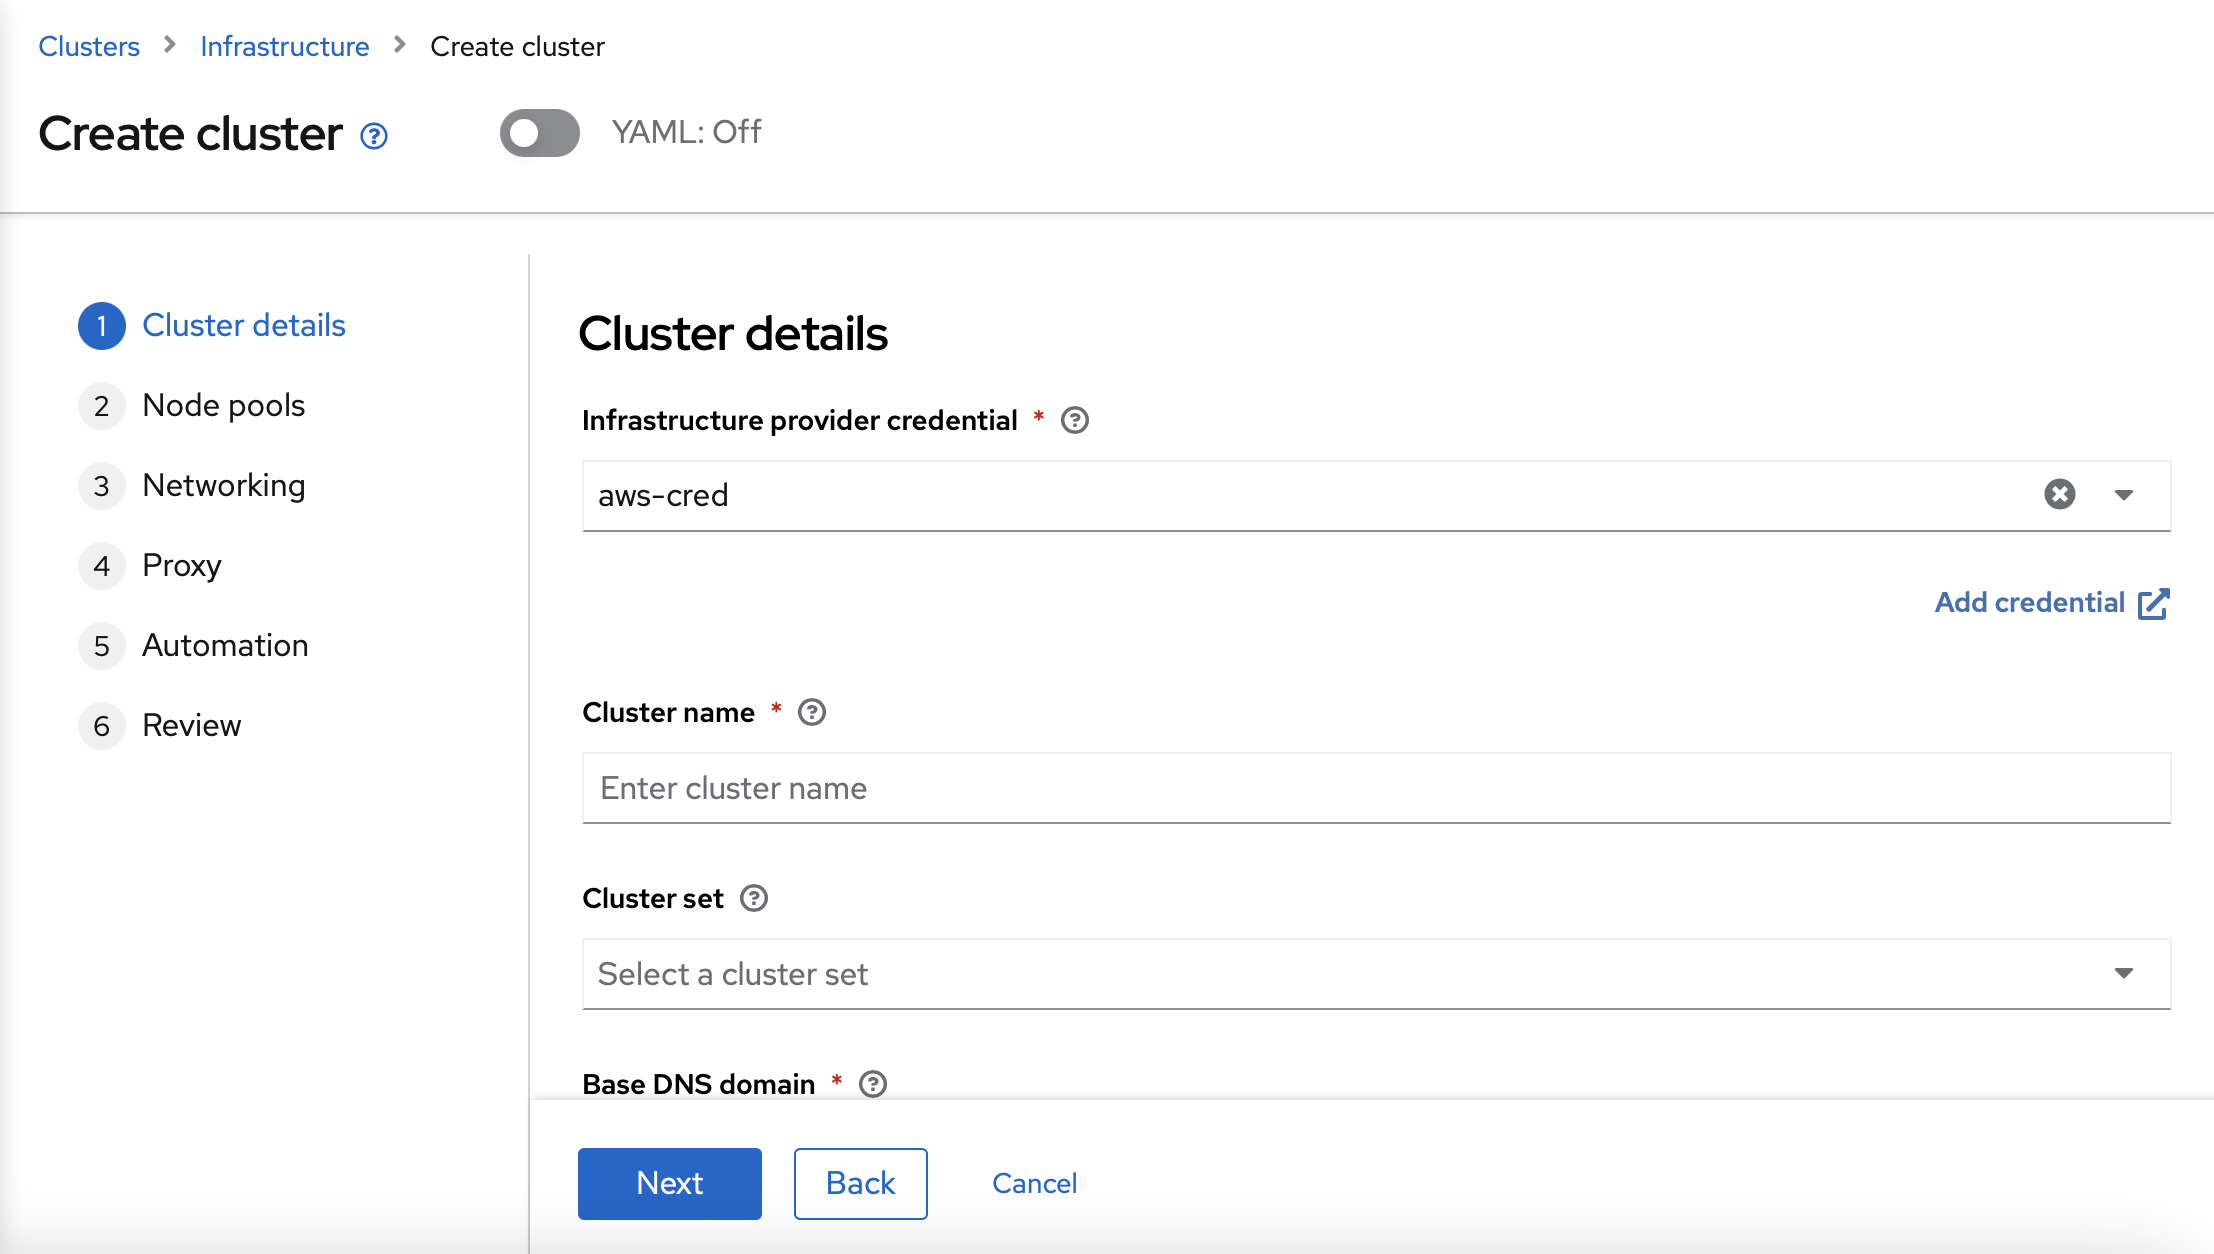 Clusters > Infrastructure > Create cluster
Create cluster ? YAML: Off
1 Cluster details
2 Node pools
3 Networking
4 Proxy
5 Automation
6 Review
Cluster details
Infrastructure provider credential * ?
aws-cred
Add credential
Cluster name * ?
Enter cluster name
Cluster set ?
Select a cluster set
Base DNS domain * ?
Next Back Cancel